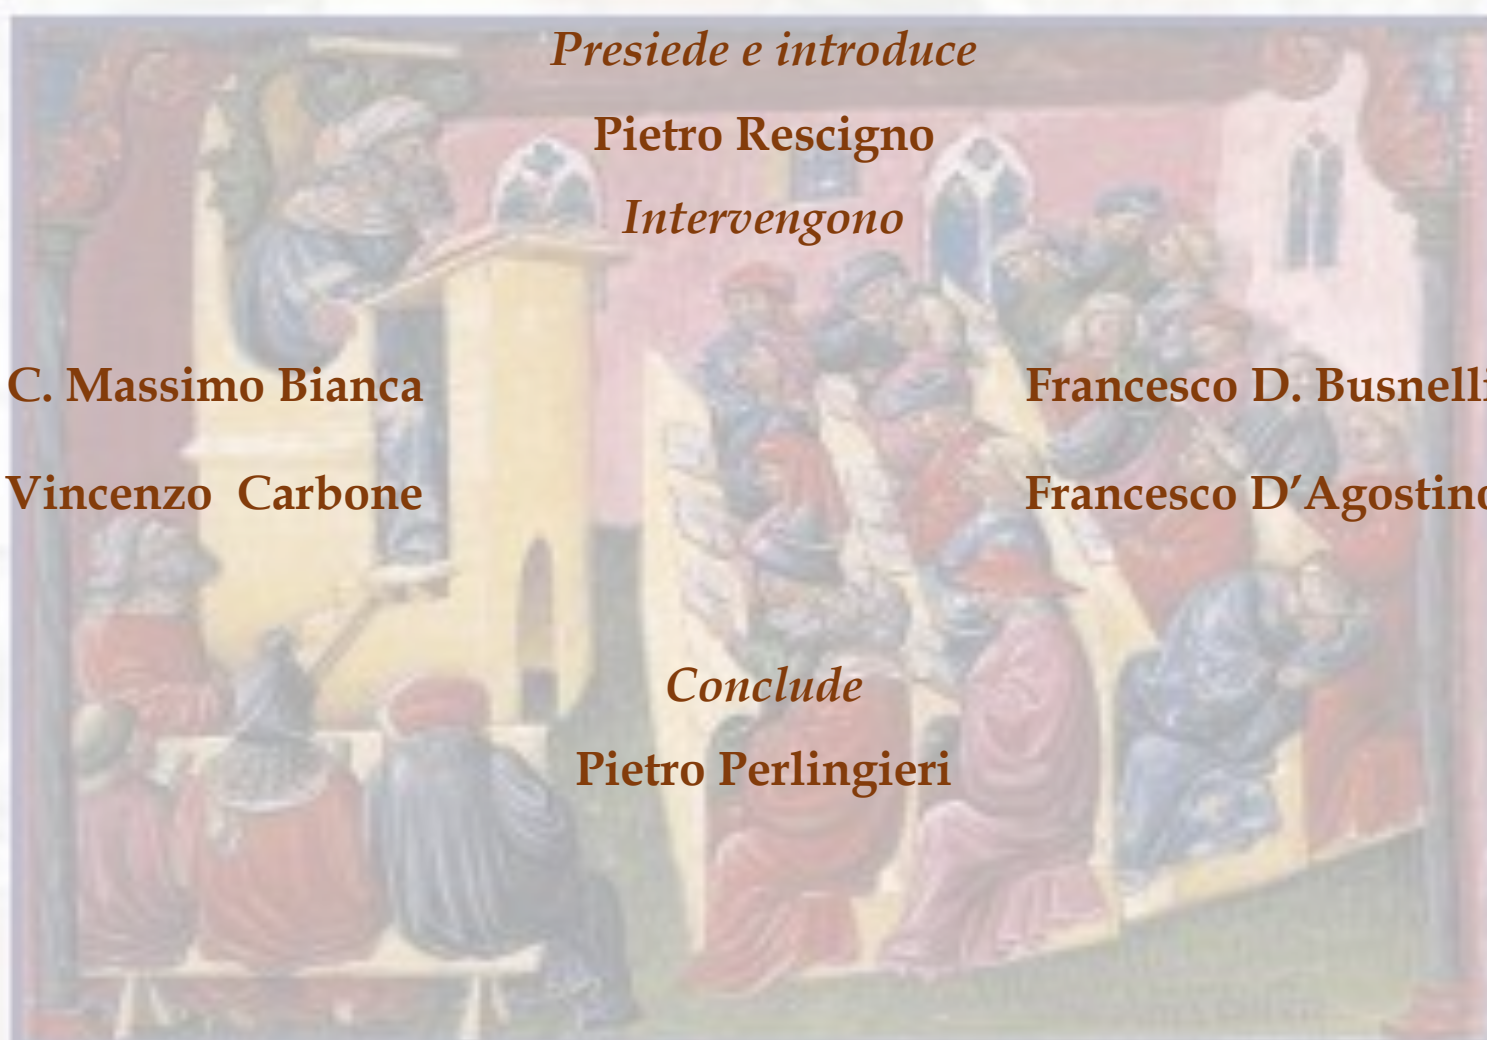 Presiede e introduce
Pietro Rescigno
Intervengono
C. Massimo Bianca Francesco D. Busnelli
Vincenzo Carbone Francesco D’Agostino
Conclude
Pietro Perlingieri